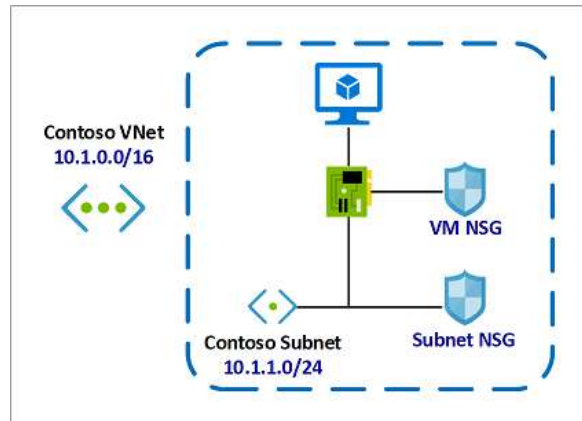 Contoso VNet
10.1.0.0/16
VM NSG
Contoso Subnet
10.1.1.0/24
Subnet NSG